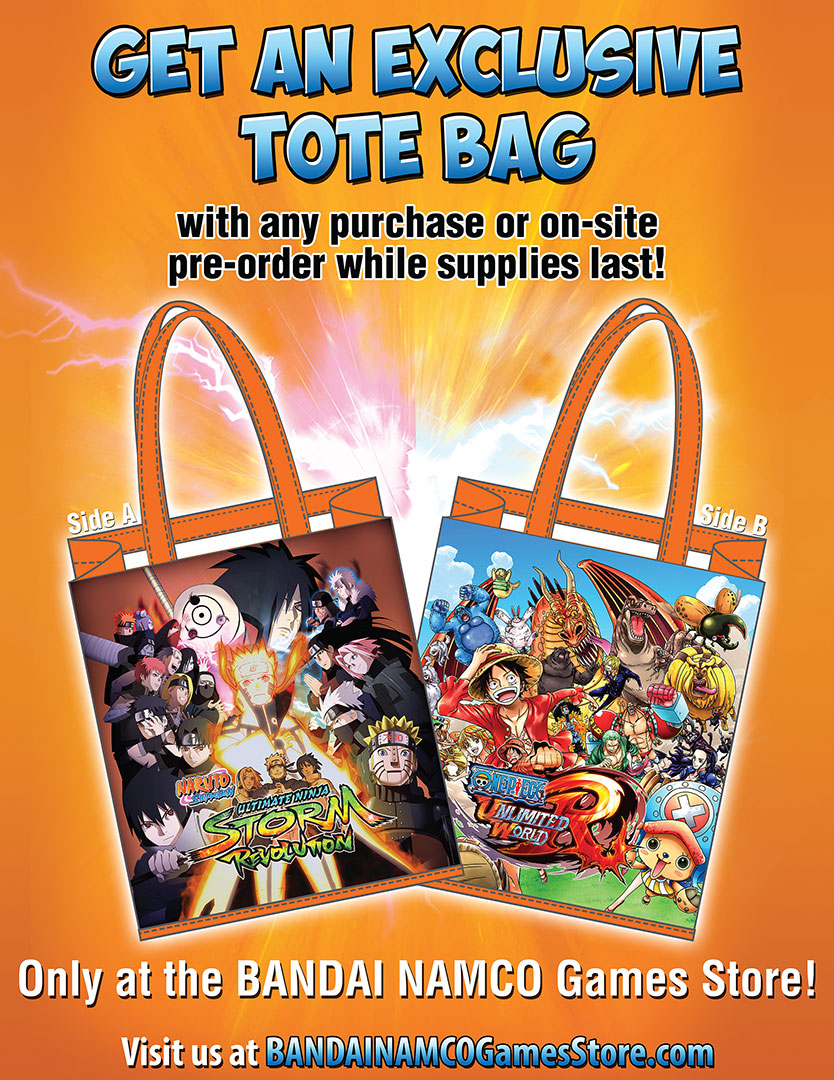 GET AN EXCLUSIVE
TOTE BAG
with any purchase or on-site
pre-order while supplies last!
Side A
Side B
NARUTO
SHIPPUDEN
ULTIMATE NINJA
STORM
REVOLUTION
ONE PIECE
UNLIMITED
WORLD
R
Only at the BANDAI NAMCO Games Store!
Visit us at BANDAINAMCOGamesStore.com